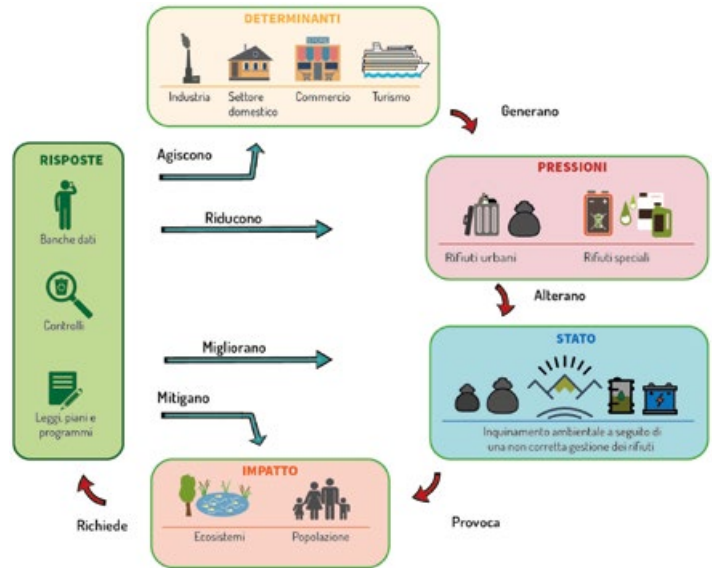 DETERMINANTI
STORE
Industria
Settore
domestico
Commercio
Turismo
Generano
PRESSIONI
Rifiuti urbani
Rifiuti speciali
Alterano
STATO
Inquinamento ambientale a seguito di
una non corretta gestione dei rifiuti
Provoca
IMPATTO
Ecosistemi
Popolazione
Richiede
RISPOSTE
Banche dati
Controlli
Leggi, piani e
programmi
Agiscono
Riducono
Migliorano
Mitigano